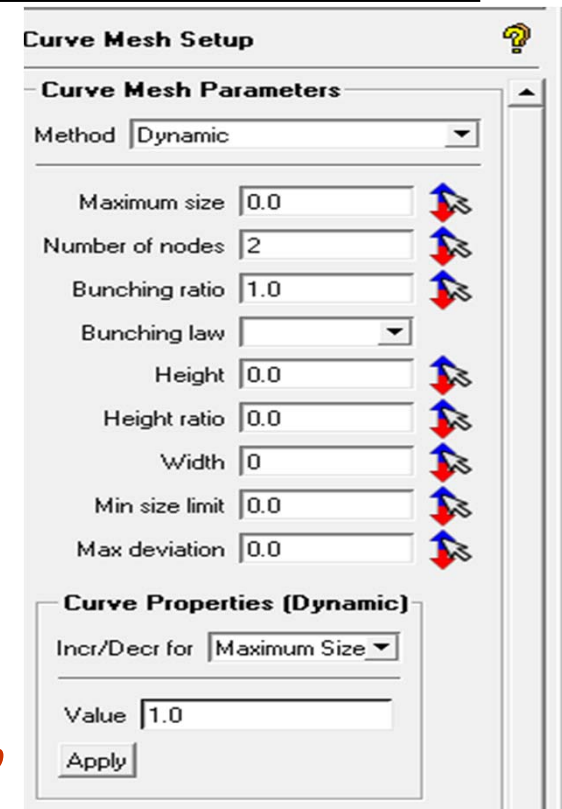 Curve Mesh Setup
Curve Mesh Parameters
Method Dynamic
Maximum size 0.0
Number of nodes 2
Bunching ratio 1.0
Bunching law
Height 0.0
Height ratio 0.0
Width 0
Min size limit 0.0
Max deviation 0.0
Curve Properties (Dynamic)
Incr/Decr for Maximum Size
Value 1.0
Apply